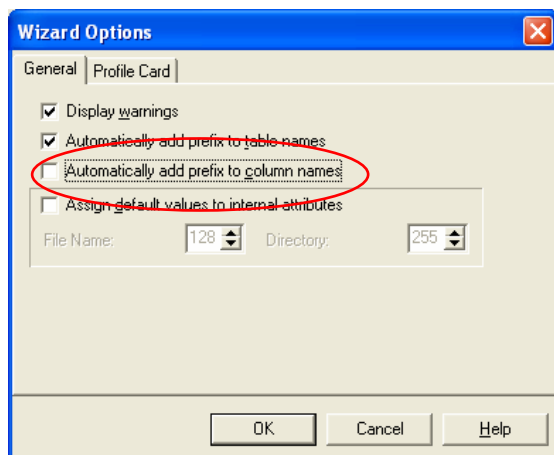 Wizard Options
General Profile Card
Display warnings
Automatically add prefix to table names
Automatically add prefix to column names
Assign default values to internal attributes
File Name: 128 Directory: 255
OK Cancel Help